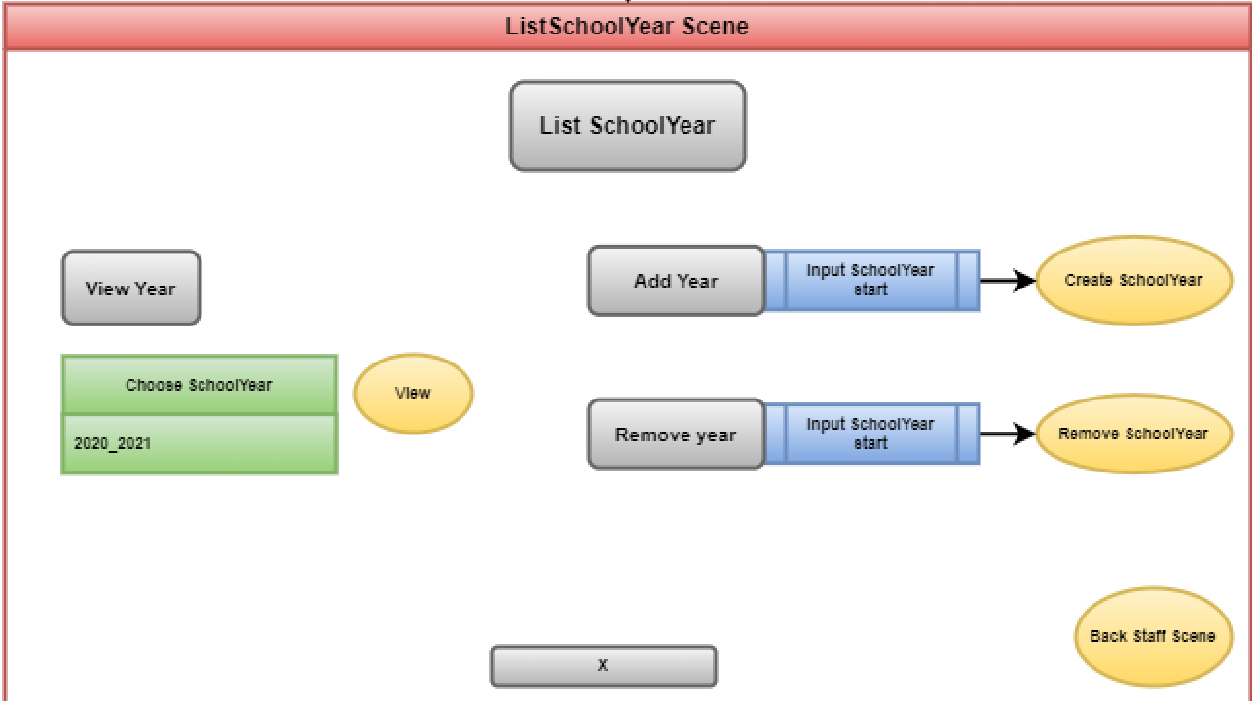 ListSchoolYear Scene
List SchoolYear
View Year
Choose SchoolYear
2020_2021
View
Add Year
Input SchoolYear
start
Create SchoolYear
Remove year
Input SchoolYear
start
Remove SchoolYear
Back Staff Scene
X